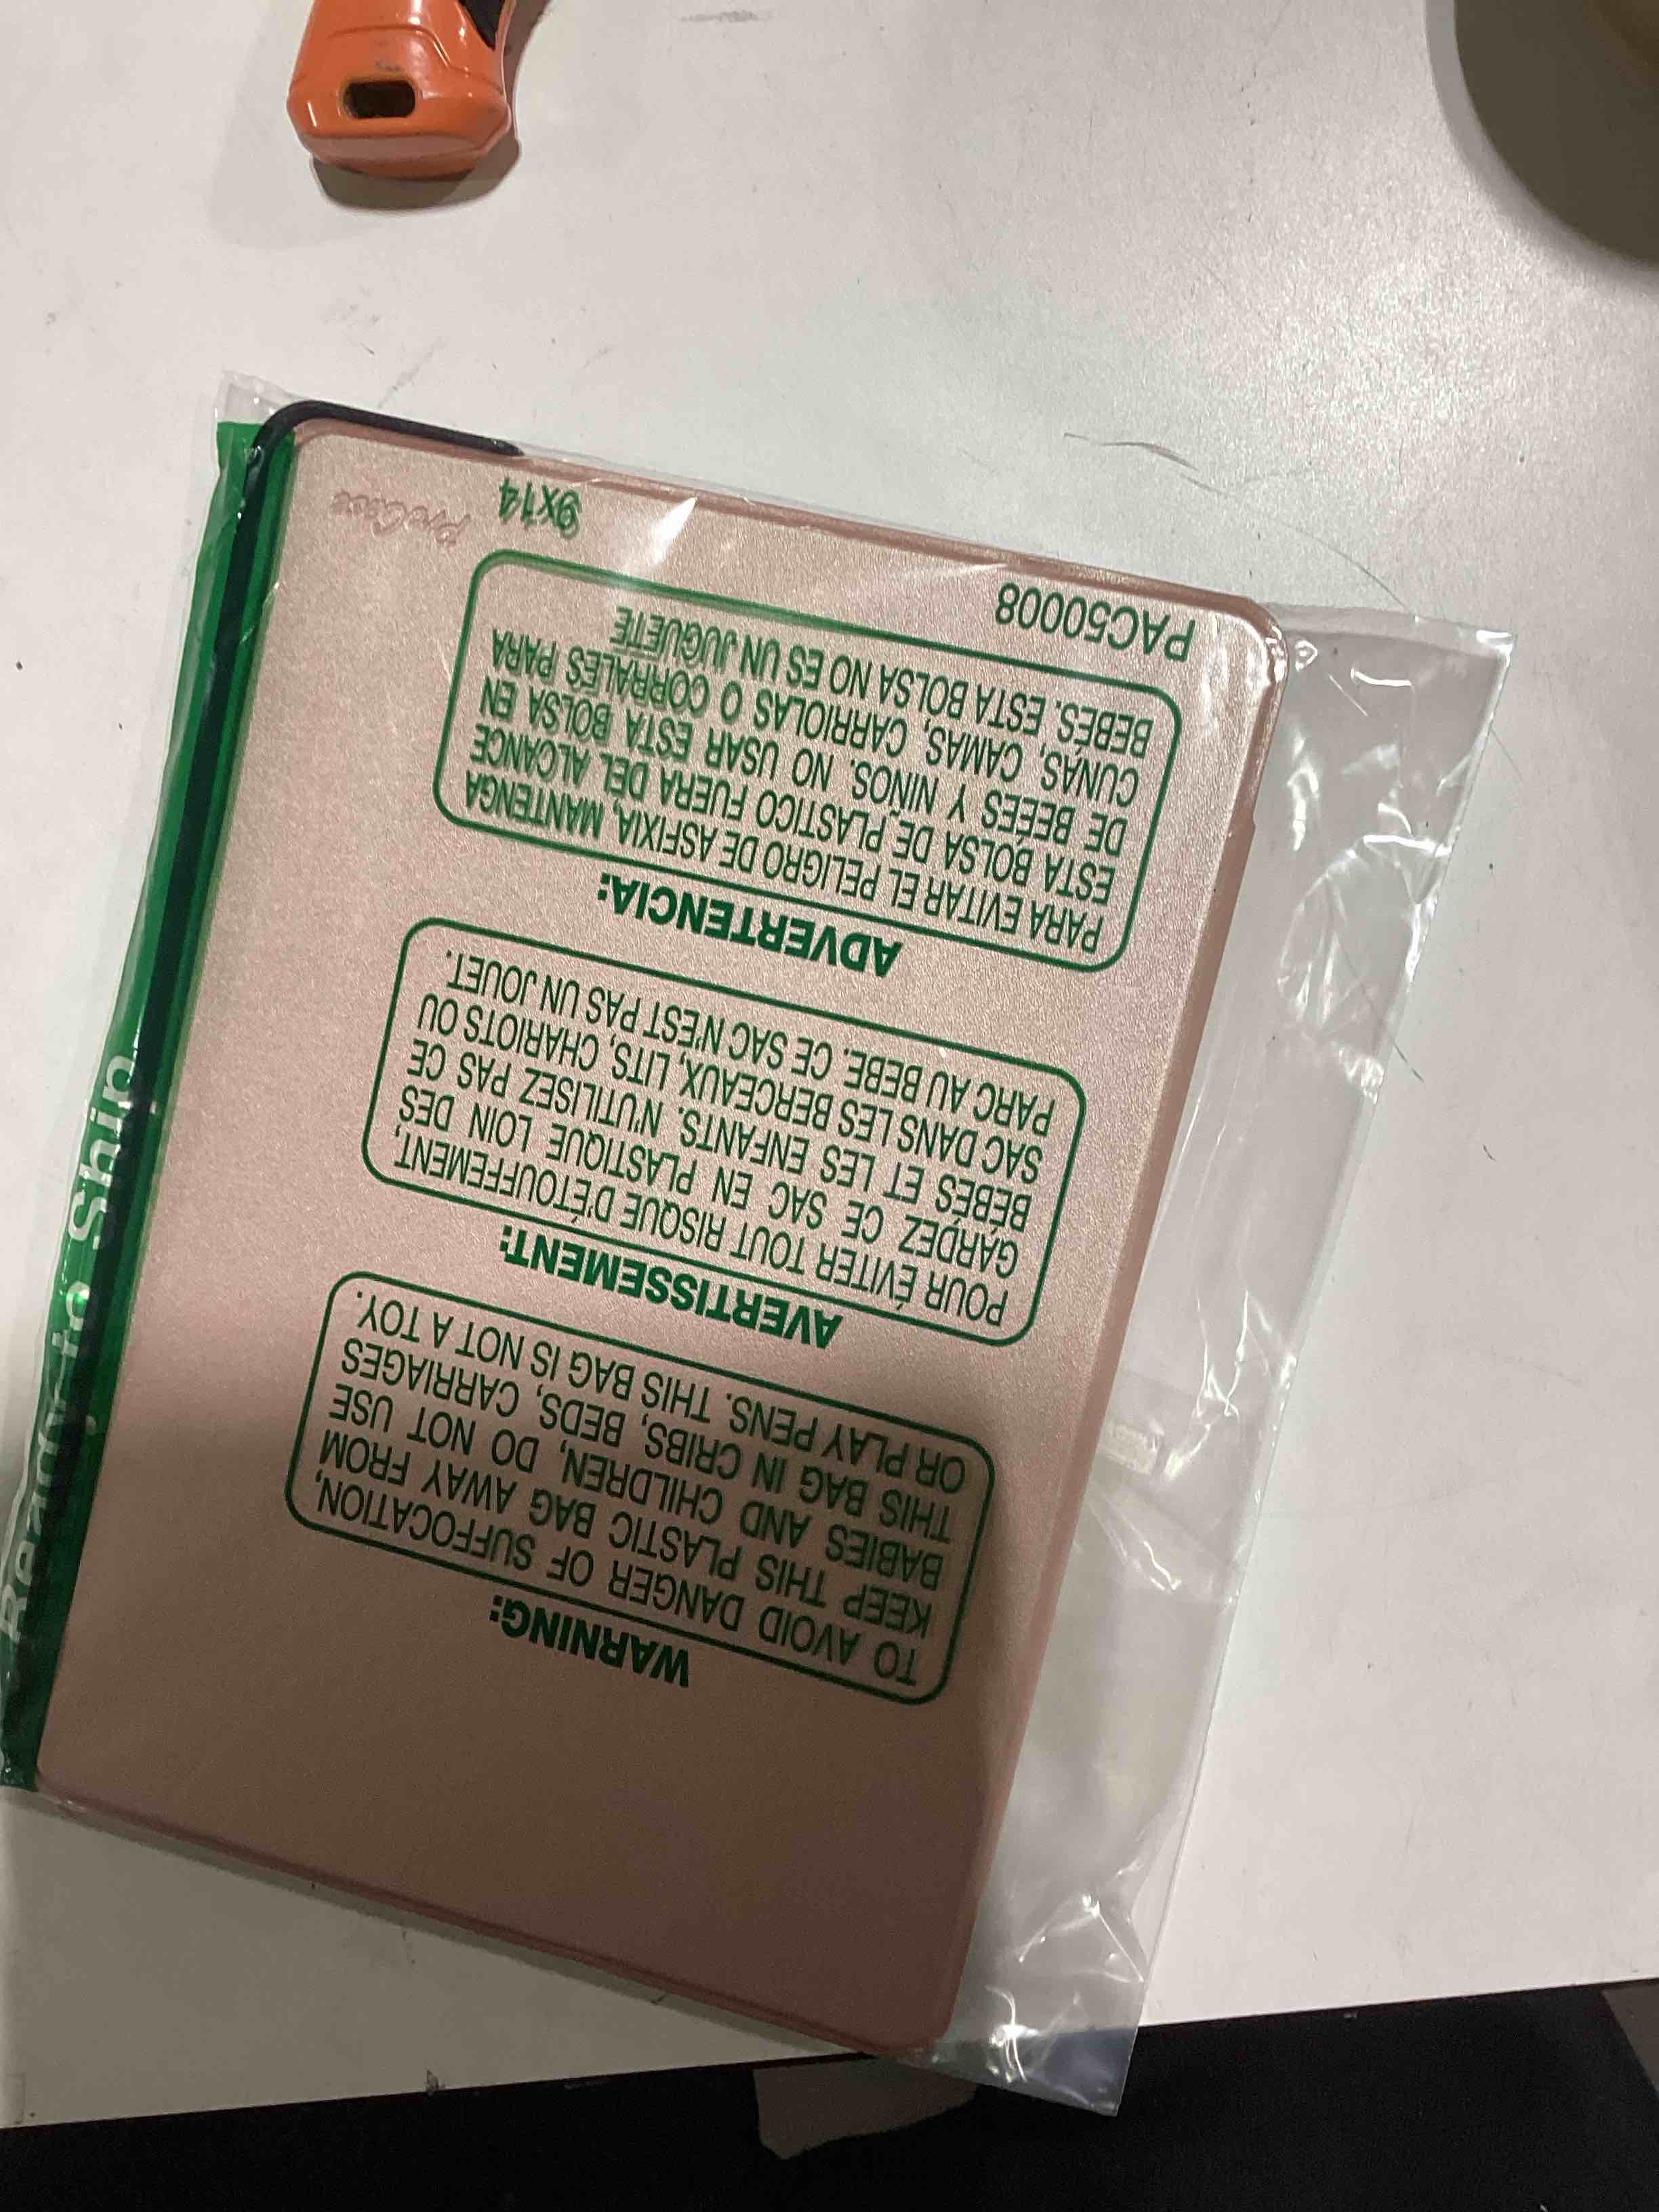 Ready to Ship
WARNING:
TO AVOID DANGER OF SUFFOCATION,
KEEP THIS PLASTIC BAG AWAY FROM
BABIES AND CHILDREN, DO NOT USE
THIS BAG IN CRIBS, BEDS, CARRIAGES
OR PLAY PENS. THIS BAG IS NOT A TOY.
AVERTISSEMENT:
POUR ÉVITER TOUT RISQUE D'ÉTOUFFEMENT,
GARDEZ CE SAC EN PLASTIQUE LOIN DES
BÉBÉS ET LES ENFANTS. N'UTILISEZ PAS CE
SAC DANS LES BERCEAUX, LITS, CHARIOTS OU
PARC AU BEBE. CE SAC N'EST PAS UN JOUET.
ADVERTENCIA:
PARA EVITAR EL PELIGRO DE ASFIXIA, MANTENGA
ESTA BOLSA DE PLASTICO FUERA DEL ALCANCE
DE BEÉES Y NINOS. NO USAR ESTA BOLSA EN
CUNAS, CAMAS, CARRIOLAS O CORRALES PARA
BEBÉS. ESTA BOLSA NO ES UN JUGUETE
PAC50008
9x14
ProCase